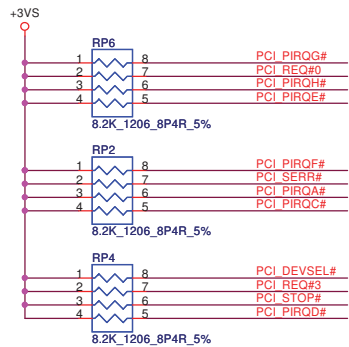 +3VS
RP6
1 8 PCI_PIRQG#
2 7 PCI_REQ#0
3 6 PCI_PIRQH#
4 5 PCI_PIRQE#
8.2K_1206_8P4R_5%
RP2
1 8 PCI_PIRQF#
2 7 PCI_SERR#
3 6 PCI_PIRQA#
4 5 PCI_PIRQC#
8.2K_1206_8P4R_5%
RP4
1 8 PCI_DEVSEL#
2 7 PCI_REQ#3
3 6 PCI_STOP#
4 5 PCI_PIRQD#
8.2K_1206_8P4R_5%